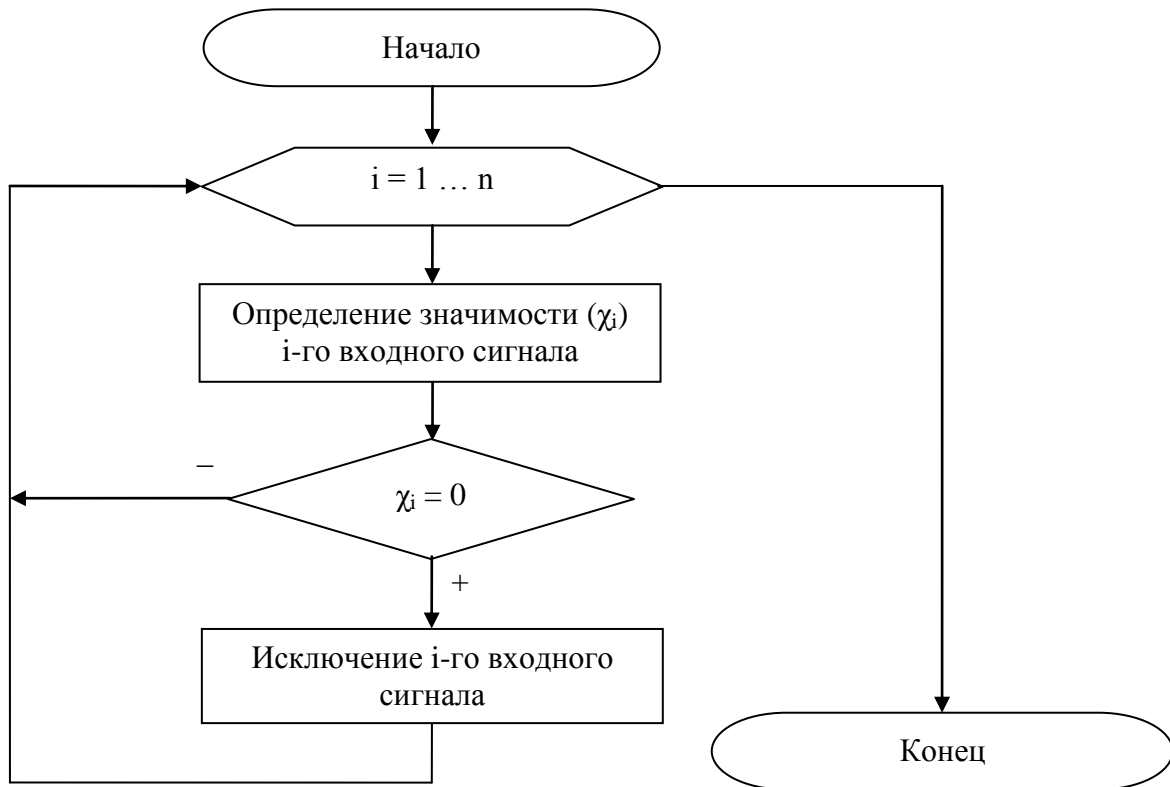 Начало
i = 1 … n
Определение значимости (χi)
i-го входного сигнала
–
χi = 0
+
Исключение i-го входного
сигнала
Конец